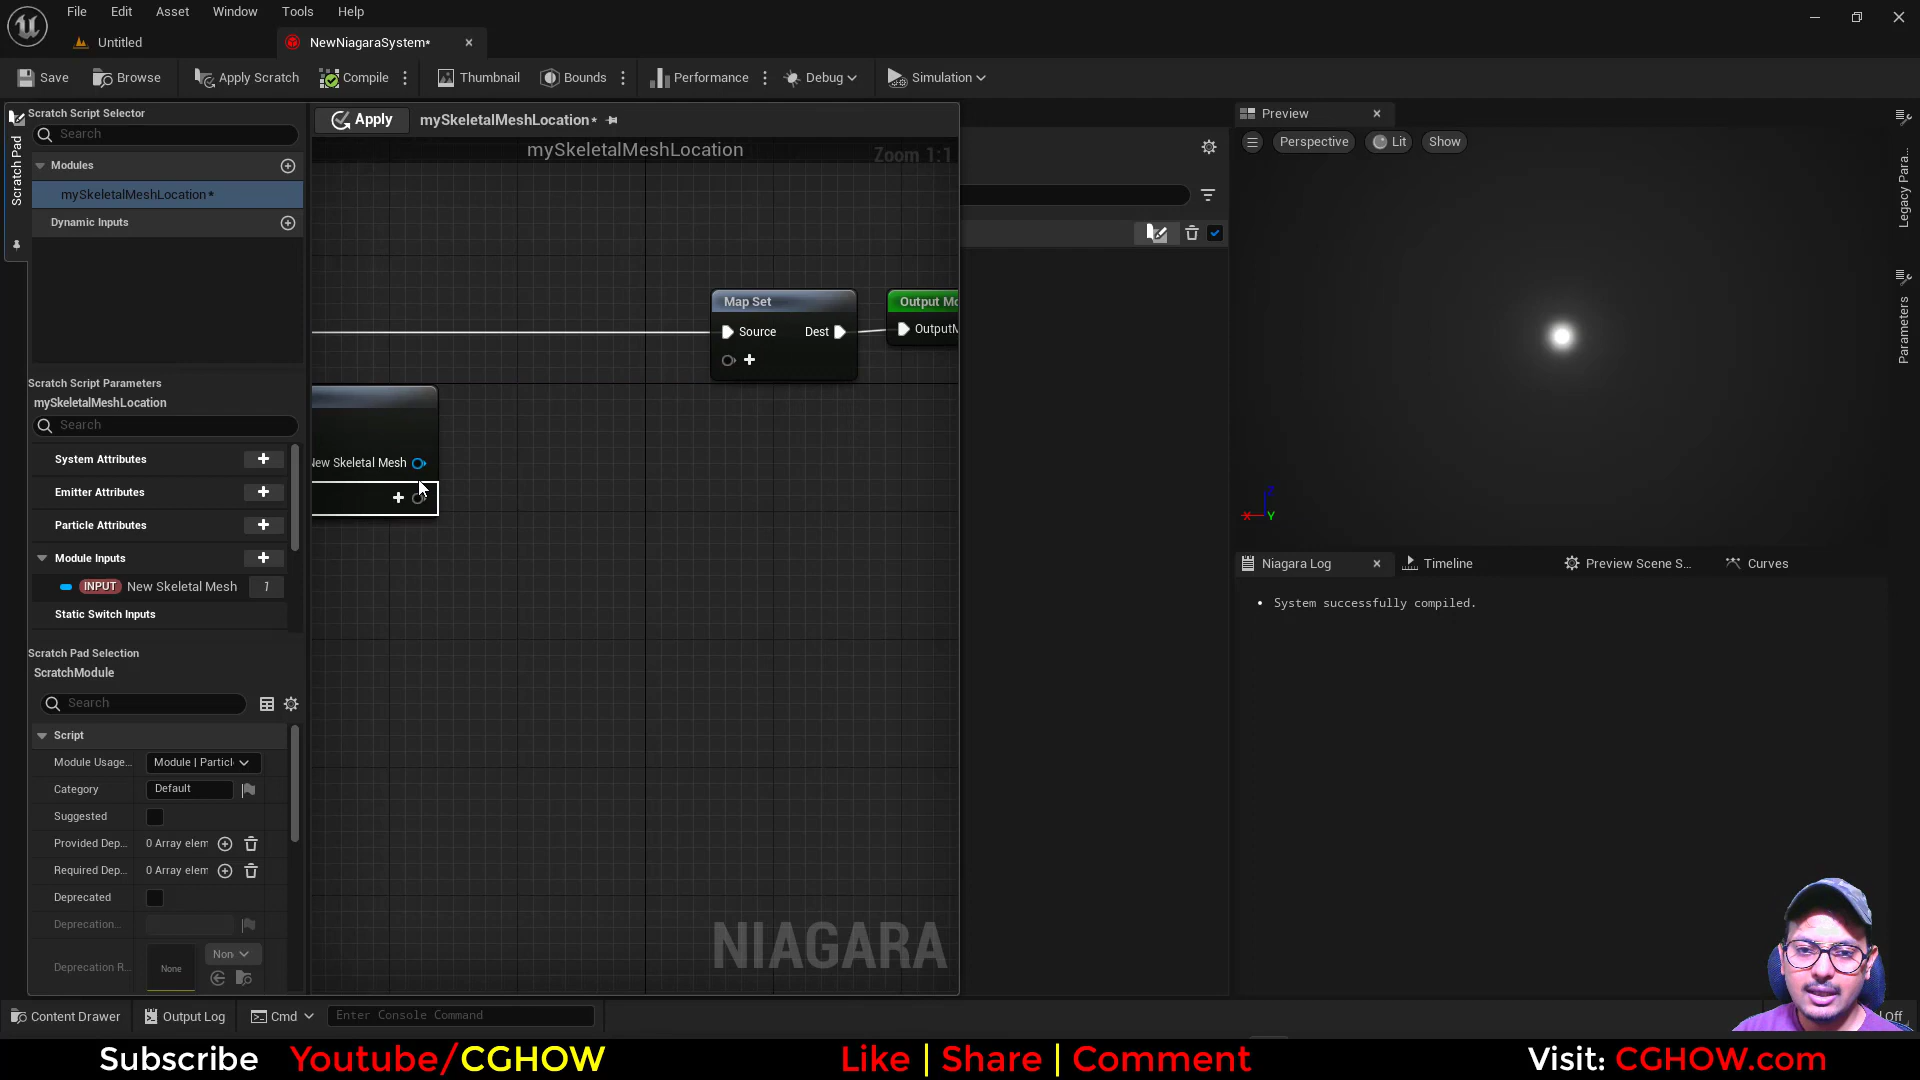 File Edit Asset Window Tools Help
Untitled
NewNiagaraSystem*
Save Browse Apply Scratch Compile Thumbnail Bounds Performance Debug Simulation
Scratch Pad
Scratch Script Selector
Search
Modules
mySkeletalMeshLocation*
Dynamic Inputs
Scratch Script Parameters
mySkeletalMeshLocation
Search
System Attributes
Emitter Attributes
Particle Attributes
Module Inputs
INPUT New Skeletal Mesh 1
Static Switch Inputs
Scratch Pad Selection
ScratchModule
Search
Script
Module Usage... Module | Particl
Category Default
Suggested
Provided Dep... 0 Array elem
Required Dep... 0 Array elem
Deprecated
Deprecation...
Deprecation R... None Non
Apply mySkeletalMeshLocation*
mySkeletalMeshLocation
Zoom 1:1
Map Set
Source Dest
Output Mo
OutputM
New Skeletal Mesh
NIAGARA
Preview
Perspective Lit Show
X Z Y
Legacy Para...
Parameters
Niagara Log Timeline Preview Scene S... Curves
• System successfully compiled.
Content Drawer Output Log Cmd Enter Console Command
Off
Subscribe Youtube/CGHOW Like | Share | Comment Visit: CGHOW.com